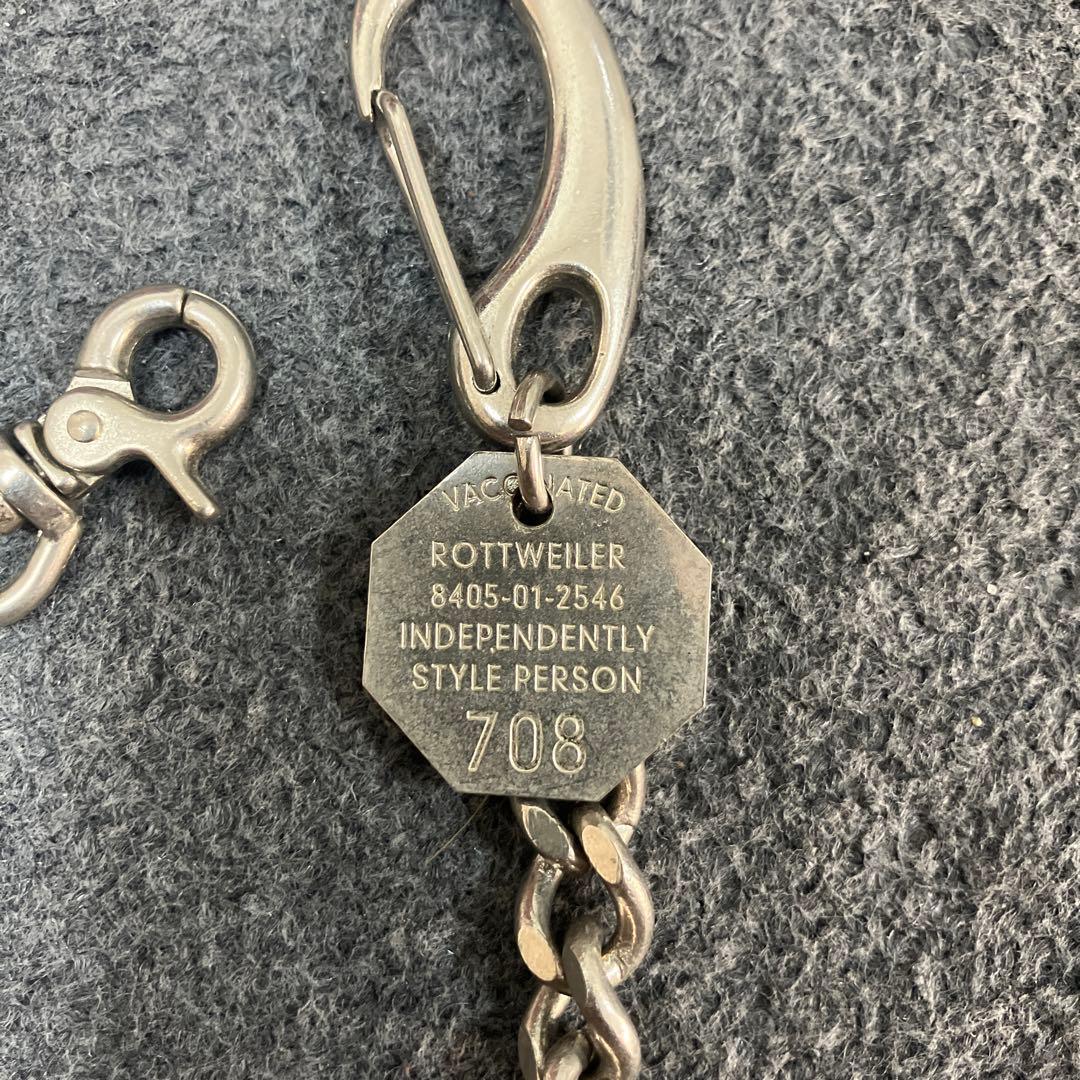 VACCINATED
ROTTWEILER
8405-01-2546
INDEPENDENTLY
STYLE PERSON
708